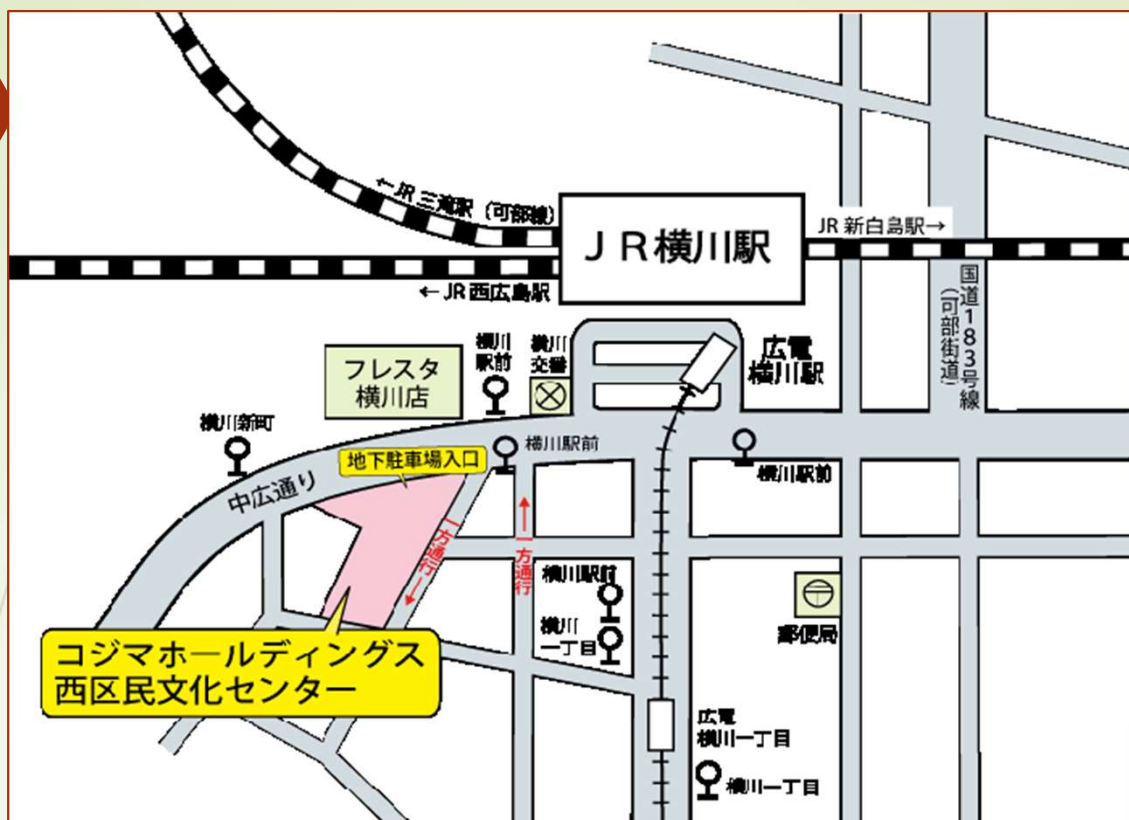 ←JR 三滝駅 (可部線)
JR横川駅
JR 新白島駅→
←JR 西広島駅
国道183号線
(可部街道)
横川
駅前
横川
交番
広電
横川駅
フレスタ
横川店
横川新町
横川駅前
地下駐車場入口
横川駅前
中広通り
一方通行→
←一方通行
横川駅前
横川
一丁目
郵便局
コジマホールディングス
西区民文化センター
広電
横川一丁目
横川一丁目